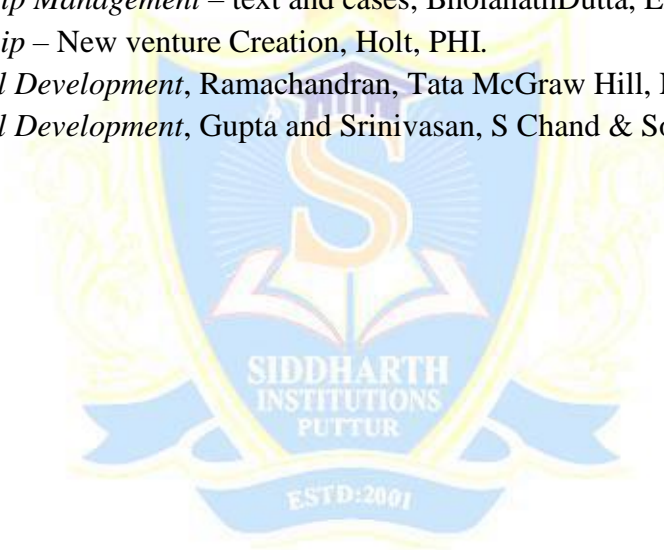 ip Management – text and cases, BholanathDutta, E
ip – New venture Creation, Holt, PHI.
l Development, Ramachandran, Tata McGraw Hill,
l Development, Gupta and Srinivasan, S Chand & So
S
SIDDHARTH
INSTITUTIONS
PUTTUR
ESTD:2001